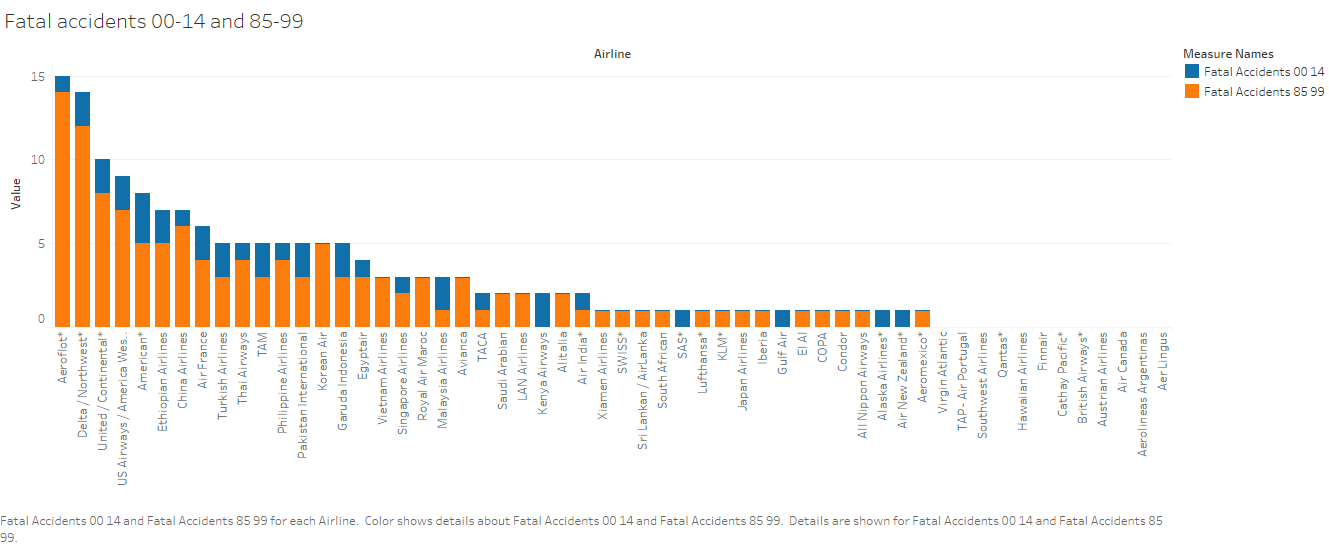 Fatal accidents 00-14 and 85-99
Airline
Measure Names
Fatal Accidents 00 14
Fatal Accidents 85 99
Value
15
10
5
0
Aeroflot*
Delta / Northwest*
United / Continental*
US Airways / America Wes..
American*
Ethiopian Airlines
China Airlines
Air France
Turkish Airlines
Thai Airways
TAM
Philippine Airlines
Pakistan International
Korean Air
Garuda Indonesia
Egyptair
Vietnam Airlines
Singapore Airlines
Royal Air Maroc
Malaysia Airlines
Avianca
TACA
Saudi Arabian
LAN Airlines
Kenya Airways
Alitalia
Air India*
Xiamen Airlines
SWISS*
Sri Lankan / AirLanka
South African
SAS*
Lufthansa*
KLM*
Japan Airlines
Iberia
Gulf Air
El Al
COPA
Condor
All Nippon Airways
Alaska Airlines*
Air New Zealand*
Aeromexico*
Virgin Atlantic
TAP - Air Portugal
Southwest Airlines
Qantas*
Hawaiian Airlines
Finnair
Cathay Pacific*
British Airways*
Austrian Airlines
Air Canada
Aerolineas Argentinas
Aer Lingus
Fatal Accidents 00 14 and Fatal Accidents 85 99 for each Airline.  Color shows details about Fatal Accidents 00 14 and Fatal Accidents 85 99.  Details are shown for Fatal Accidents 00 14 and Fatal Accidents 85
99.